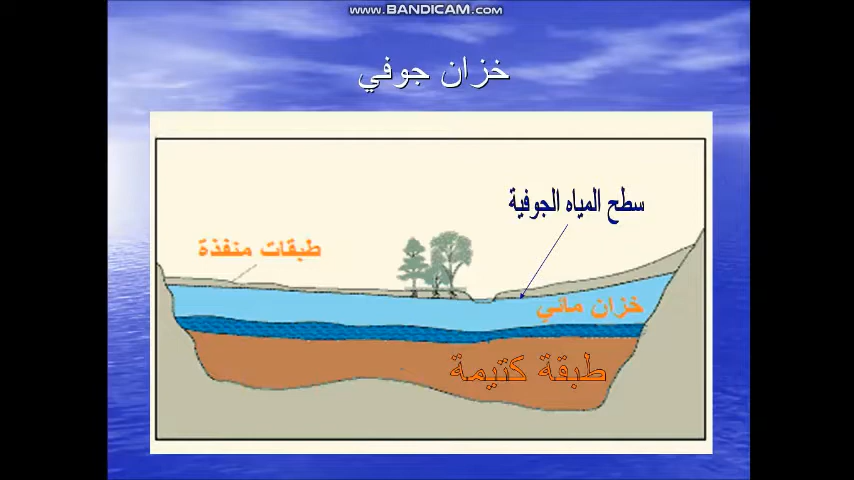 www.BANDICAM.com
خزان جوفي
سطح المياه الجوفية
طبقات منفذة
خزان مائي
طبقة كتيمة